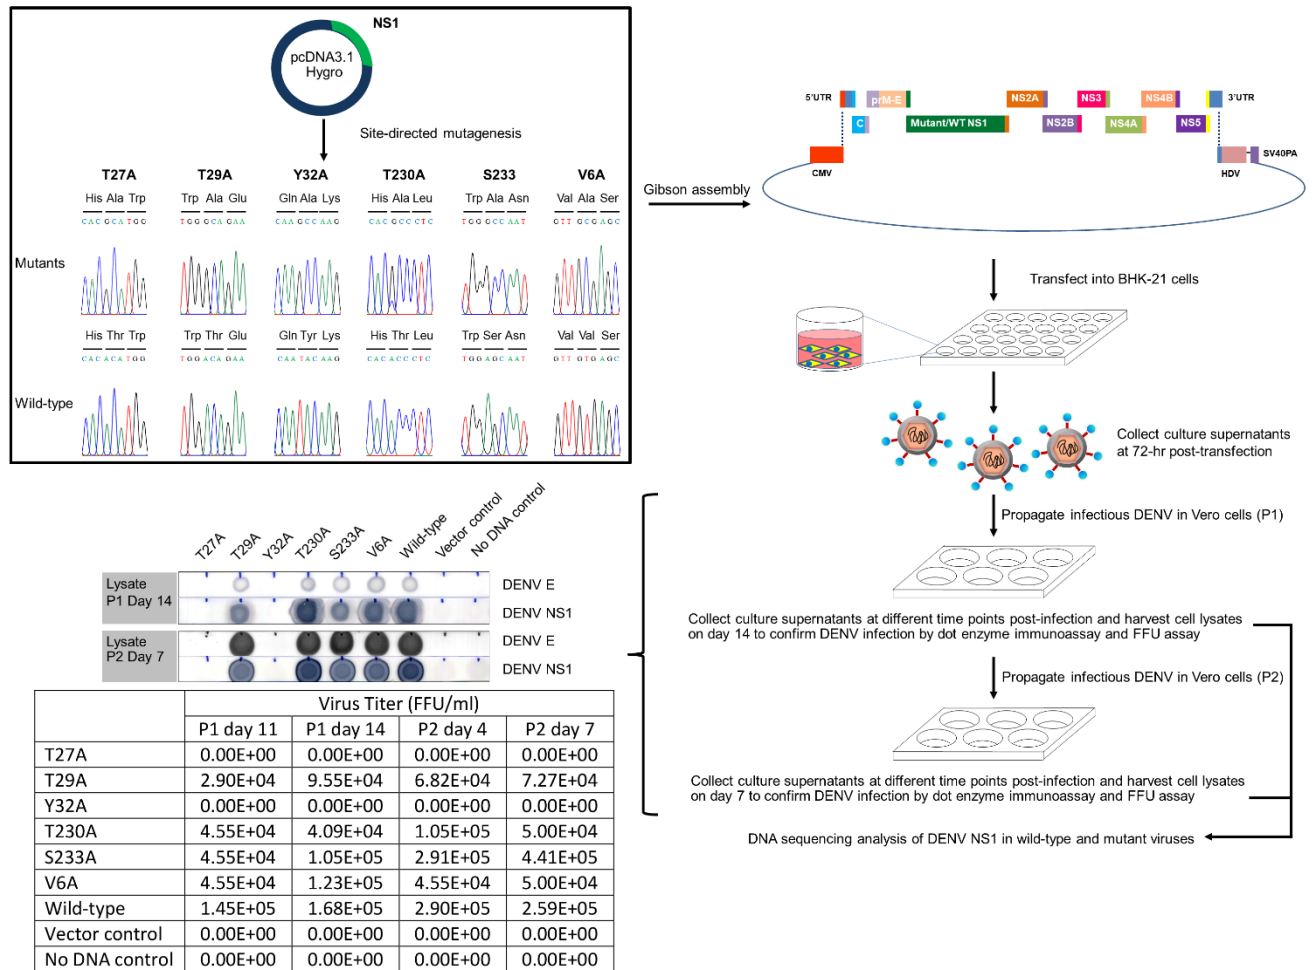 NS1
pcDNA3.1
Hygro
Site-directed mutagenesis
T27A T29A Y32A T230A S233 V6A
His Ala Trp Trp Ala Glu Gln Ala Lys His Ala Leu Trp Ala Asn Val Ala Ser
CACGCATGG TGGGCAGAA CAAGCCAAG CACGCCCTC TGGGCCAAT GTTGCGAGC
Mutants
His Thr Trp Trp Thr Glu Gln Tyr Lys His Thr Leu Trp Ser Asn Val Val Ser
CACACATGG TGGACAGAA CAATACAAG CACACCCTC TGGAGCAAT GTTGTGAGC
Wild-type
Gibson assembly
5'UTR prM-E NS2A NS3 NS4B 3'UTR
C Mutant/WT NS1 NS2B NS4A NS5
CMV HDV SV40PA
Transfect into BHK-21 cells
Collect culture supernatants
at 72-hr post-transfection
Propagate infectious DENV in Vero cells (P1)
Collect culture supernatants at different time points post-infection and harvest cell lysates
on day 14 to confirm DENV infection by dot enzyme immunoassay and FFU assay
Propagate infectious DENV in Vero cells (P2)
Collect culture supernatants at different time points post-infection and harvest cell lysates
on day 7 to confirm DENV infection by dot enzyme immunoassay and FFU assay
DNA sequencing analysis of DENV NS1 in wild-type and mutant viruses
T27A T29A Y32A T230A S233A V6A Wild-type Vector control No DNA control
Lysate
P1 Day 14
DENV E
DENV NS1
Lysate
P2 Day 7
DENV E
DENV NS1
Virus Titer (FFU/ml)
P1 day 11 P1 day 14 P2 day 4 P2 day 7
T27A 0.00E+00 0.00E+00 0.00E+00 0.00E+00
T29A 2.90E+04 9.55E+04 6.82E+04 7.27E+04
Y32A 0.00E+00 0.00E+00 0.00E+00 0.00E+00
T230A 4.55E+04 4.09E+04 1.05E+05 5.00E+04
S233A 4.55E+04 1.05E+05 2.91E+05 4.41E+05
V6A 4.55E+04 1.23E+05 4.55E+04 5.00E+04
Wild-type 1.45E+05 1.68E+05 2.90E+05 2.59E+05
Vector control 0.00E+00 0.00E+00 0.00E+00 0.00E+00
No DNA control 0.00E+00 0.00E+00 0.00E+00 0.00E+00